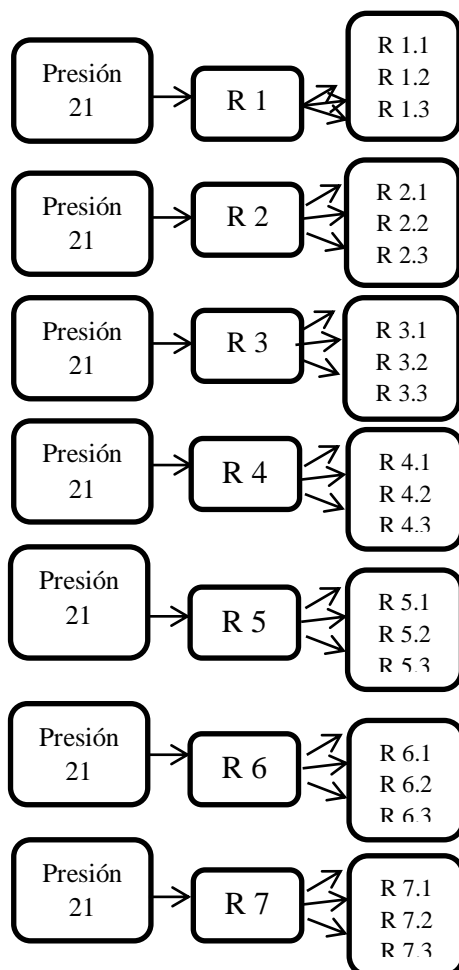 Presión
21
R 1
R 1.1
R 1.2
R 1.3
Presión
21
R 2
R 2.1
R 2.2
R 2.3
Presión
21
R 3
R 3.1
R 3.2
R 3.3
Presión
21
R 4
R 4.1
R 4.2
R 4.3
Presión
21
R 5
R 5.1
R 5.2
R 5.3
Presión
21
R 6
R 6.1
R 6.2
R 6.3
Presión
21
R 7
R 7.1
R 7.2
R 7.3